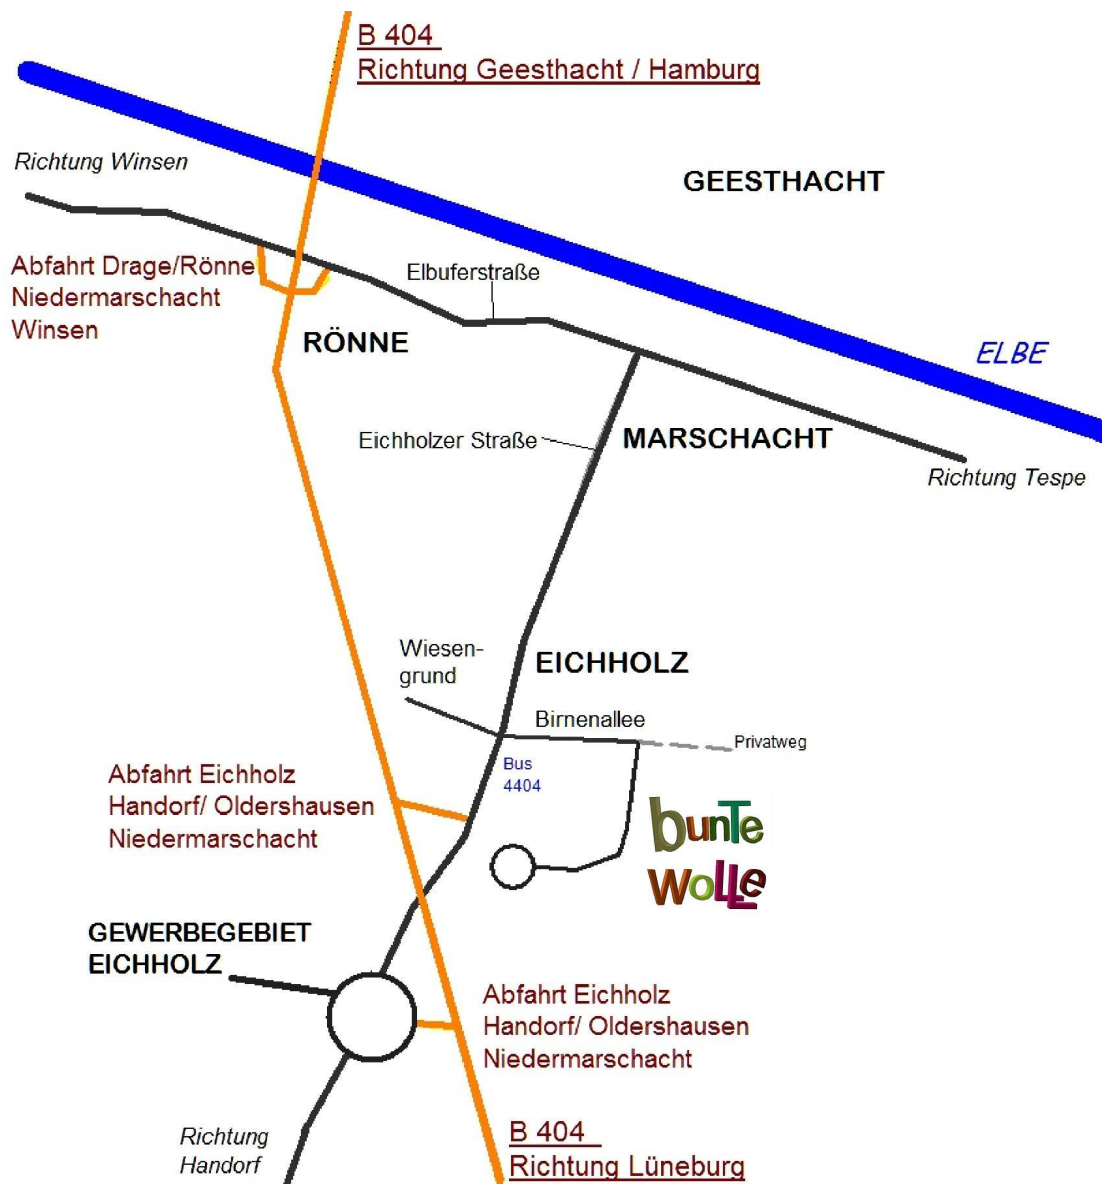 B 404
Richtung Geesthacht / Hamburg
Richtung Winsen
GEESTHACHT
Abfahrt Drage/Rönne
Niedermarschacht
Winsen
Elbuferstraße
RÖNNE
ELBE
Eichholzer Straße
MARSCHACHT
Richtung Tespe
Wiesen-
grund
EICHHOLZ
Birnenallee
Privatweg
Bus
4404
Abfahrt Eichholz
Handorf/ Oldershausen
Niedermarschacht
bunTe
WoLLe
GEWERBEGEBIET
EICHHOLZ
Abfahrt Eichholz
Handorf/ Oldershausen
Niedermarschacht
Richtung
Handorf
B 404
Richtung Lüneburg